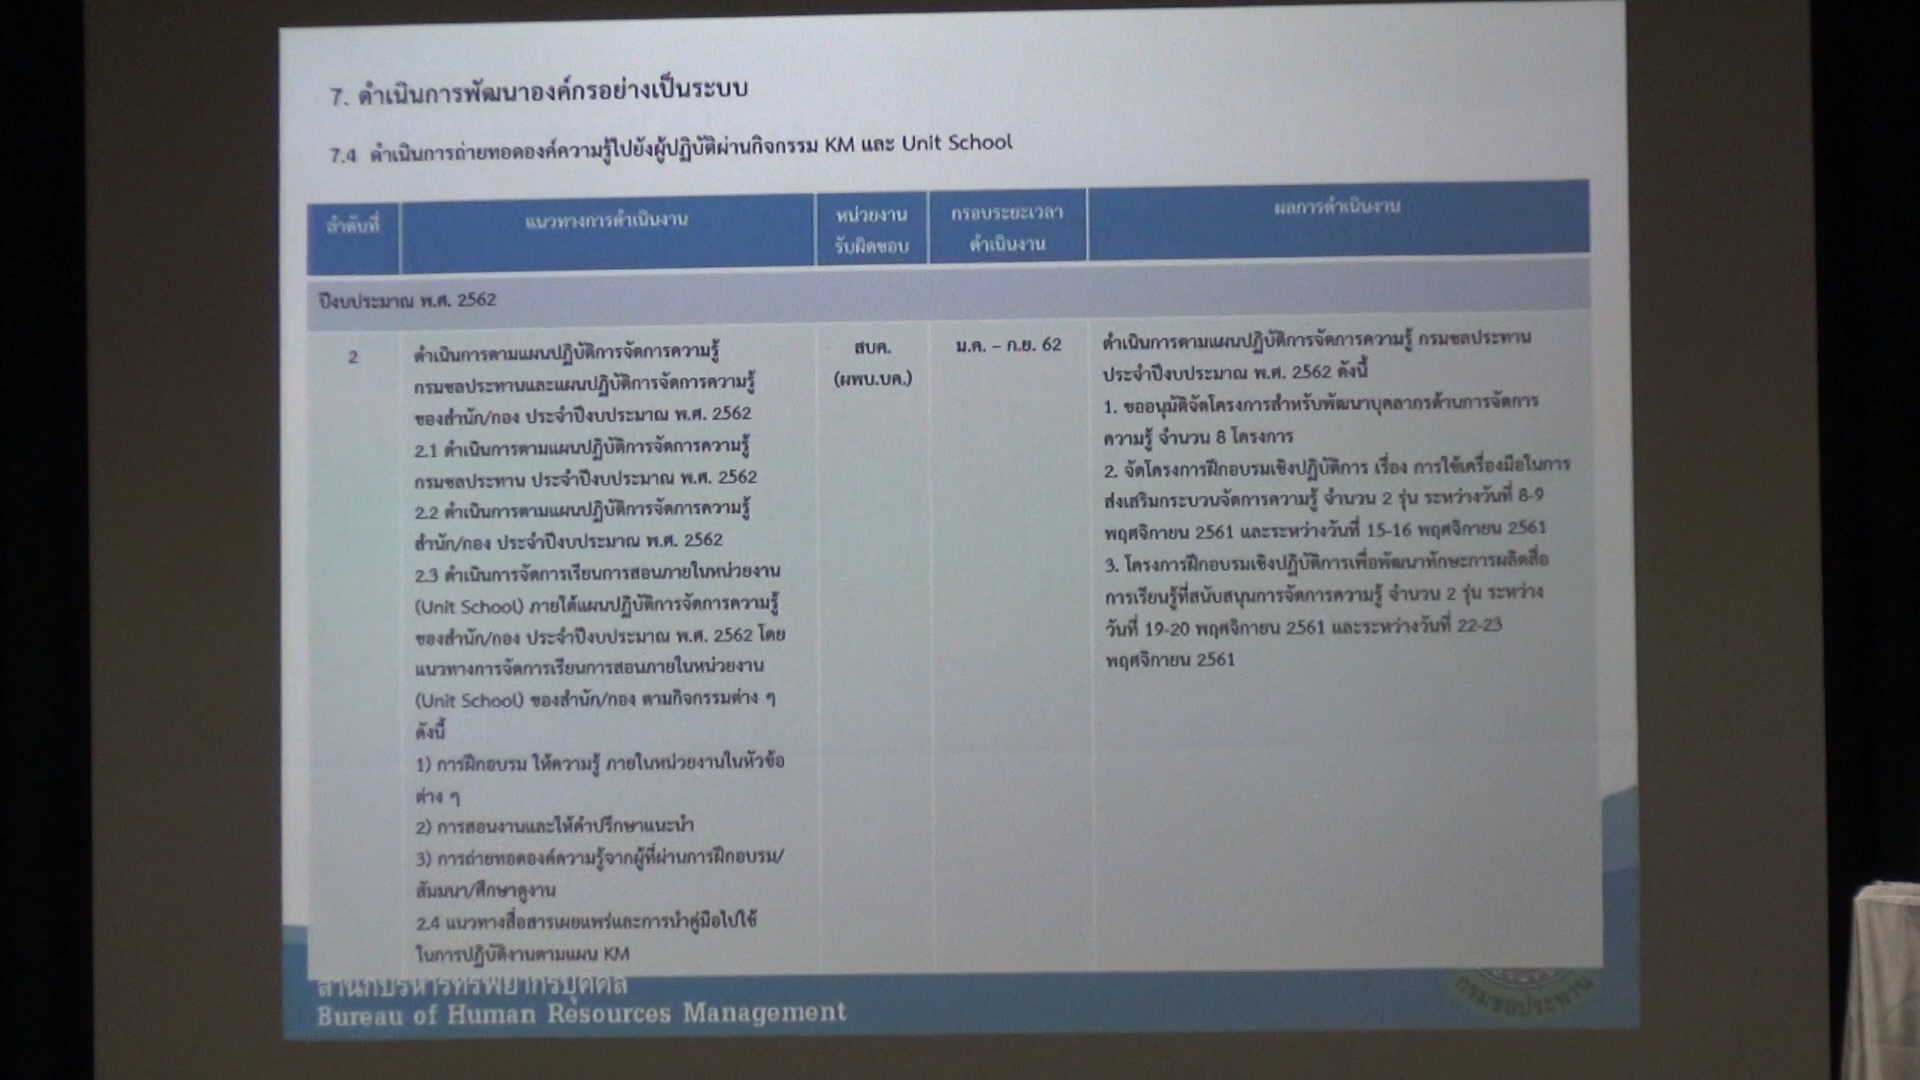 7. ดำเนินการพัฒนาองค์กรอย่างเป็นระบบ
7.4 ดำเนินการถ่ายทอดองค์ความรู้ไปยังผู้ปฏิบัติผ่านกิจกรรม KM และ Unit School
ลำดับที่
แนวทางการดำเนินงาน
หน่วยงาน
รับผิดชอบ
กรอบระยะเวลา
ดำเนินงาน
ผลการดำเนินงาน
ปีงบประมาณ พ.ศ. 2562
2
ดำเนินการตามแผนปฏิบัติการจัดการความรู้
กรมชลประทานและแผนปฏิบัติการจัดการความรู้
ของสำนัก/กอง ประจำปีงบประมาณ พ.ศ. 2562
2.1 ดำเนินการตามแผนปฏิบัติการจัดการความรู้
กรมชลประทาน ประจำปีงบประมาณ พ.ศ. 2562
2.2 ดำเนินการตามแผนปฏิบัติการจัดการความรู้
สำนัก/กอง ประจำปีงบประมาณ พ.ศ. 2562
2.3 ดำเนินการจัดการเรียนการสอนภายในหน่วยงาน
(Unit School) ภายใต้แผนปฏิบัติการจัดการความรู้
ของสำนัก/กอง ประจำปีงบประมาณ พ.ศ. 2562 โดย
แนวทางการจัดการเรียนการสอนภายในหน่วยงาน
(Unit School) ของสำนัก/กอง ตามกิจกรรมต่าง ๆ
ดังนี้
1) การฝึกอบรม ให้ความรู้ ภายในหน่วยงานในหัวข้อ
ต่าง ๆ
2) การสอนงานและให้คำปรึกษาแนะนำ
3) การถ่ายทอดองค์ความรู้จากผู้ที่ผ่านการฝึกอบรม/
สัมมนา/ศึกษาดูงาน
2.4 แนวทางสื่อสารเผยแพร่และการนำคู่มือไปใช้
ในการปฏิบัติงานตามแผน KM
สบค.
(ผพบ.บค.)
ม.ค. – ก.ย. 62
ดำเนินการตามแผนปฏิบัติการจัดการความรู้ กรมชลประทาน
ประจำปีงบประมาณ พ.ศ. 2562 ดังนี้
1. ขออนุมัติจัดโครงการสำหรับพัฒนาบุคลากรด้านการจัดการ
ความรู้ จำนวน 8 โครงการ
2. จัดโครงการฝึกอบรมเชิงปฏิบัติการ เรื่อง การใช้เครื่องมือในการ
ส่งเสริมกระบวนจัดการความรู้ จำนวน 2 รุ่น ระหว่างวันที่ 8-9
พฤศจิกายน 2561 และระหว่างวันที่ 15-16 พฤศจิกายน 2561
3. โครงการฝึกอบรมเชิงปฏิบัติการเพื่อพัฒนาทักษะการผลิตสื่อ
การเรียนรู้ที่สนับสนุนการจัดการความรู้ จำนวน 2 รุ่น ระหว่าง
วันที่ 19-20 พฤศจิกายน 2561 และระหว่างวันที่ 22-23
พฤศจิกายน 2561
สำนักบริหารทรัพยากรบุคคล
Bureau of Human Resources Management
กรมชลประทาน